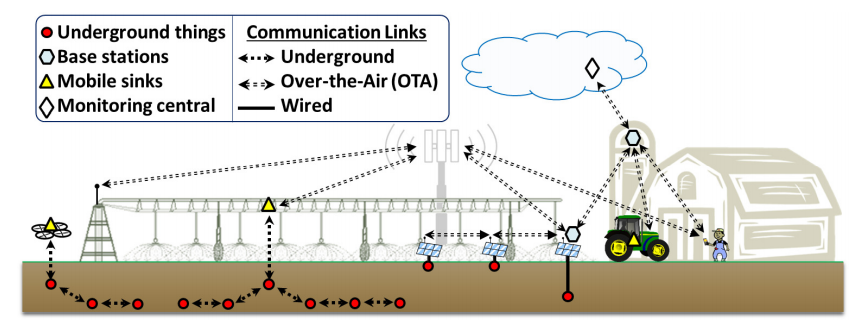 Underground things
Base stations
Mobile sinks
Monitoring central
Communication Links
Underground
Over-the-Air (OTA)
Wired